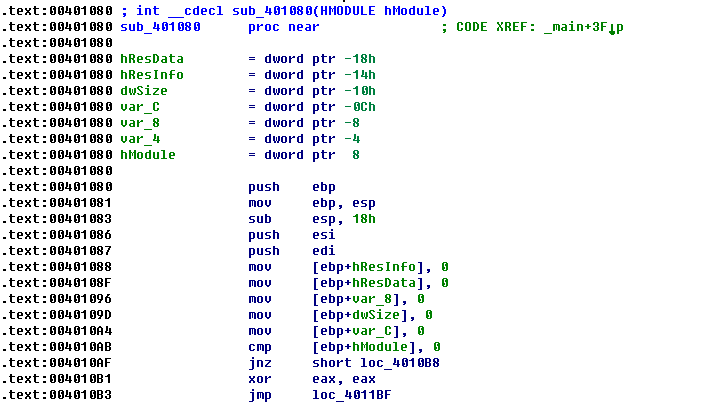 .text:00401080 ; int __cdecl sub_401080(HMODULE hModule)
.text:00401080 sub_401080      proc near               ; CODE XREF: _main+3F↓p
.text:00401080
.text:00401080 hResData        = dword ptr -18h
.text:00401080 hResInfo        = dword ptr -14h
.text:00401080 dwSize          = dword ptr -10h
.text:00401080 var_C           = dword ptr -0Ch
.text:00401080 var_8           = dword ptr -8
.text:00401080 var_4           = dword ptr -4
.text:00401080 hModule         = dword ptr  8
.text:00401080
.text:00401080                 push    ebp
.text:00401081                 mov     ebp, esp
.text:00401083                 sub     esp, 18h
.text:00401086                 push    esi
.text:00401087                 push    edi
.text:00401088                 mov     [ebp+hResInfo], 0
.text:0040108F                 mov     [ebp+hResData], 0
.text:00401096                 mov     [ebp+var_8], 0
.text:0040109D                 mov     [ebp+dwSize], 0
.text:004010A4                 mov     [ebp+var_C], 0
.text:004010AB                 cmp     [ebp+hModule], 0
.text:004010AF                 jnz     short loc_4010B8
.text:004010B1                 xor     eax, eax
.text:004010B3                 jmp     loc_4011BF